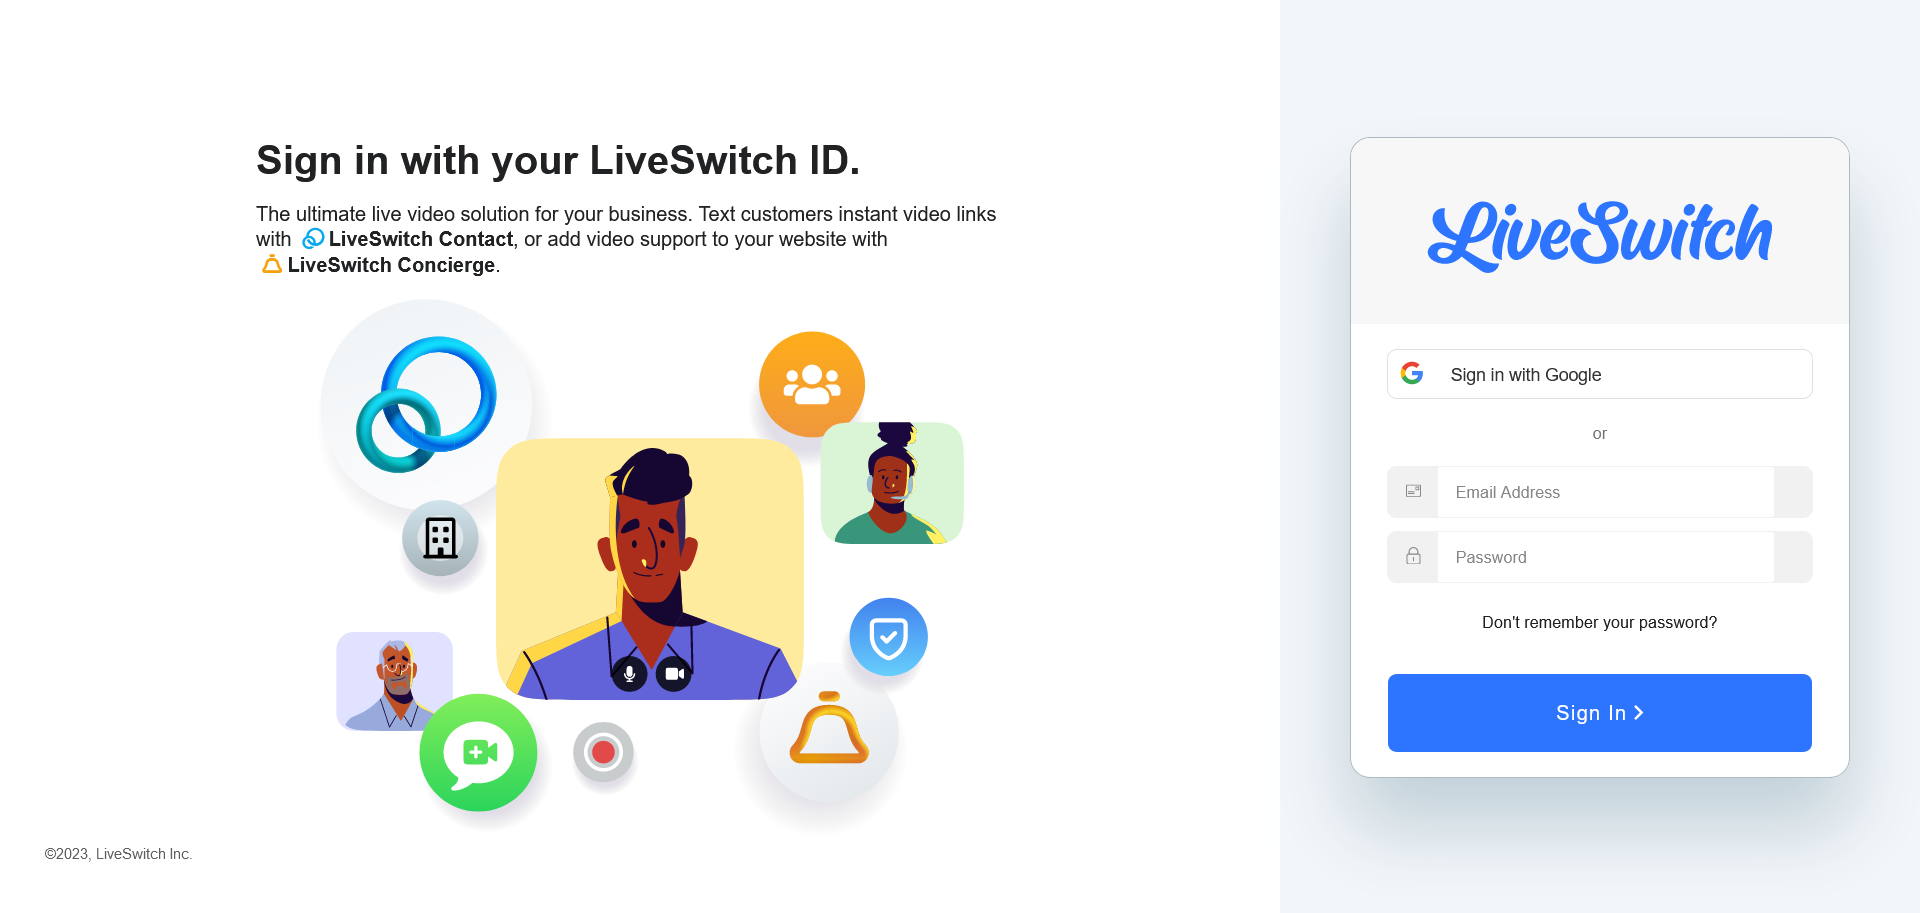 Sign in with your LiveSwitch ID.
The ultimate live video solution for your business. Text customers instant video links
with LiveSwitch Contact, or add video support to your website with
LiveSwitch Concierge.
©2023, LiveSwitch Inc.
LiveSwitch
Sign in with Google
or
Email Address
Password
Don't remember your password?
Sign In